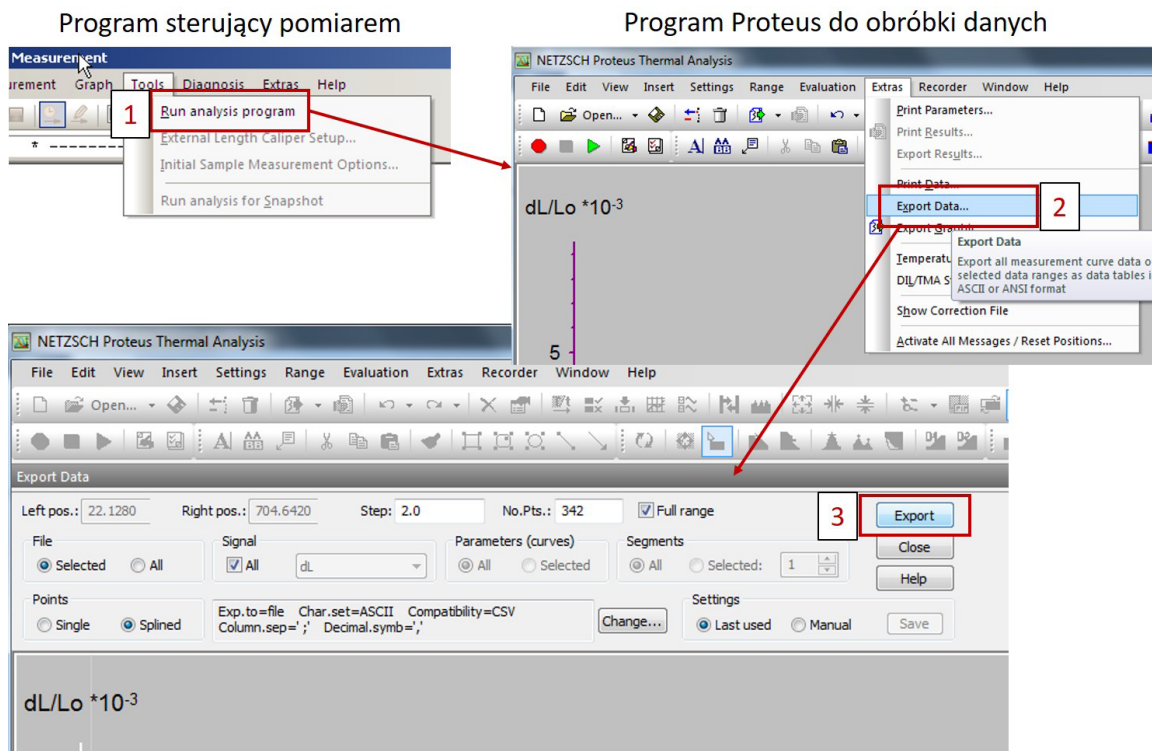 Program sterujący pomiarem
Program Proteus do obróbki danych
Measurement
urement Graph Tools Diagnosis Extras Help
1
Run analysis program
External Length Caliper Setup...
Initial Sample Measurement Options...
Run analysis for Snapshot
* ----------
NETZSCH Proteus Thermal Analysis
File Edit View Insert Settings Range Evaluation Extras Recorder Window Help
Open...
Print Parameters...
Print Results...
Export Results...
Print Data...
Export Data...
2
Export Graphic
Export Data
Export all measurement curve data o
selected data ranges as data tables i
ASCII or ANSI format
Temperatu
DIL/TMA S
Show Correction File
Activate All Messages / Reset Positions...
dL/Lo *10-3
5
NETZSCH Proteus Thermal Analysis
File Edit View Insert Settings Range Evaluation Extras Recorder Window Help
Open...
Export Data
Left pos.: 22.1280 Right pos.: 704.6420 Step: 2.0 No.Pts.: 342 Full range
3
Export
File Signal Parameters (curves) Segments
Selected All All dL All Selected All Selected: 1
Close
Help
Points Settings
Single Splined
Exp.to=file Char.set=ASCII Compatibility=CSV
Column.sep=';' Decimal.symb=','
Change...
Last used Manual Save
dL/Lo *10-3